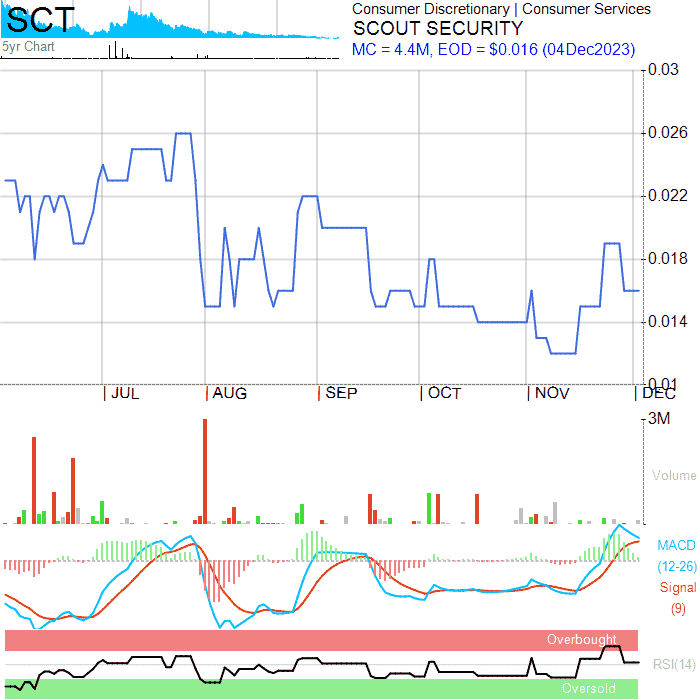 SCT
5yr Chart
Consumer Discretionary | Consumer Services
SCOUT SECURITY
MC = 4.4M, EOD = $0.016 (04Dec2023)
0.03
0.026
0.022
0.018
0.014
0.01
JUL
AUG
SEP
OCT
NOV
DEC
3M
Volume
MACD
(12-26)
Signal
(9)
Overbought
RSI(14)
Oversold